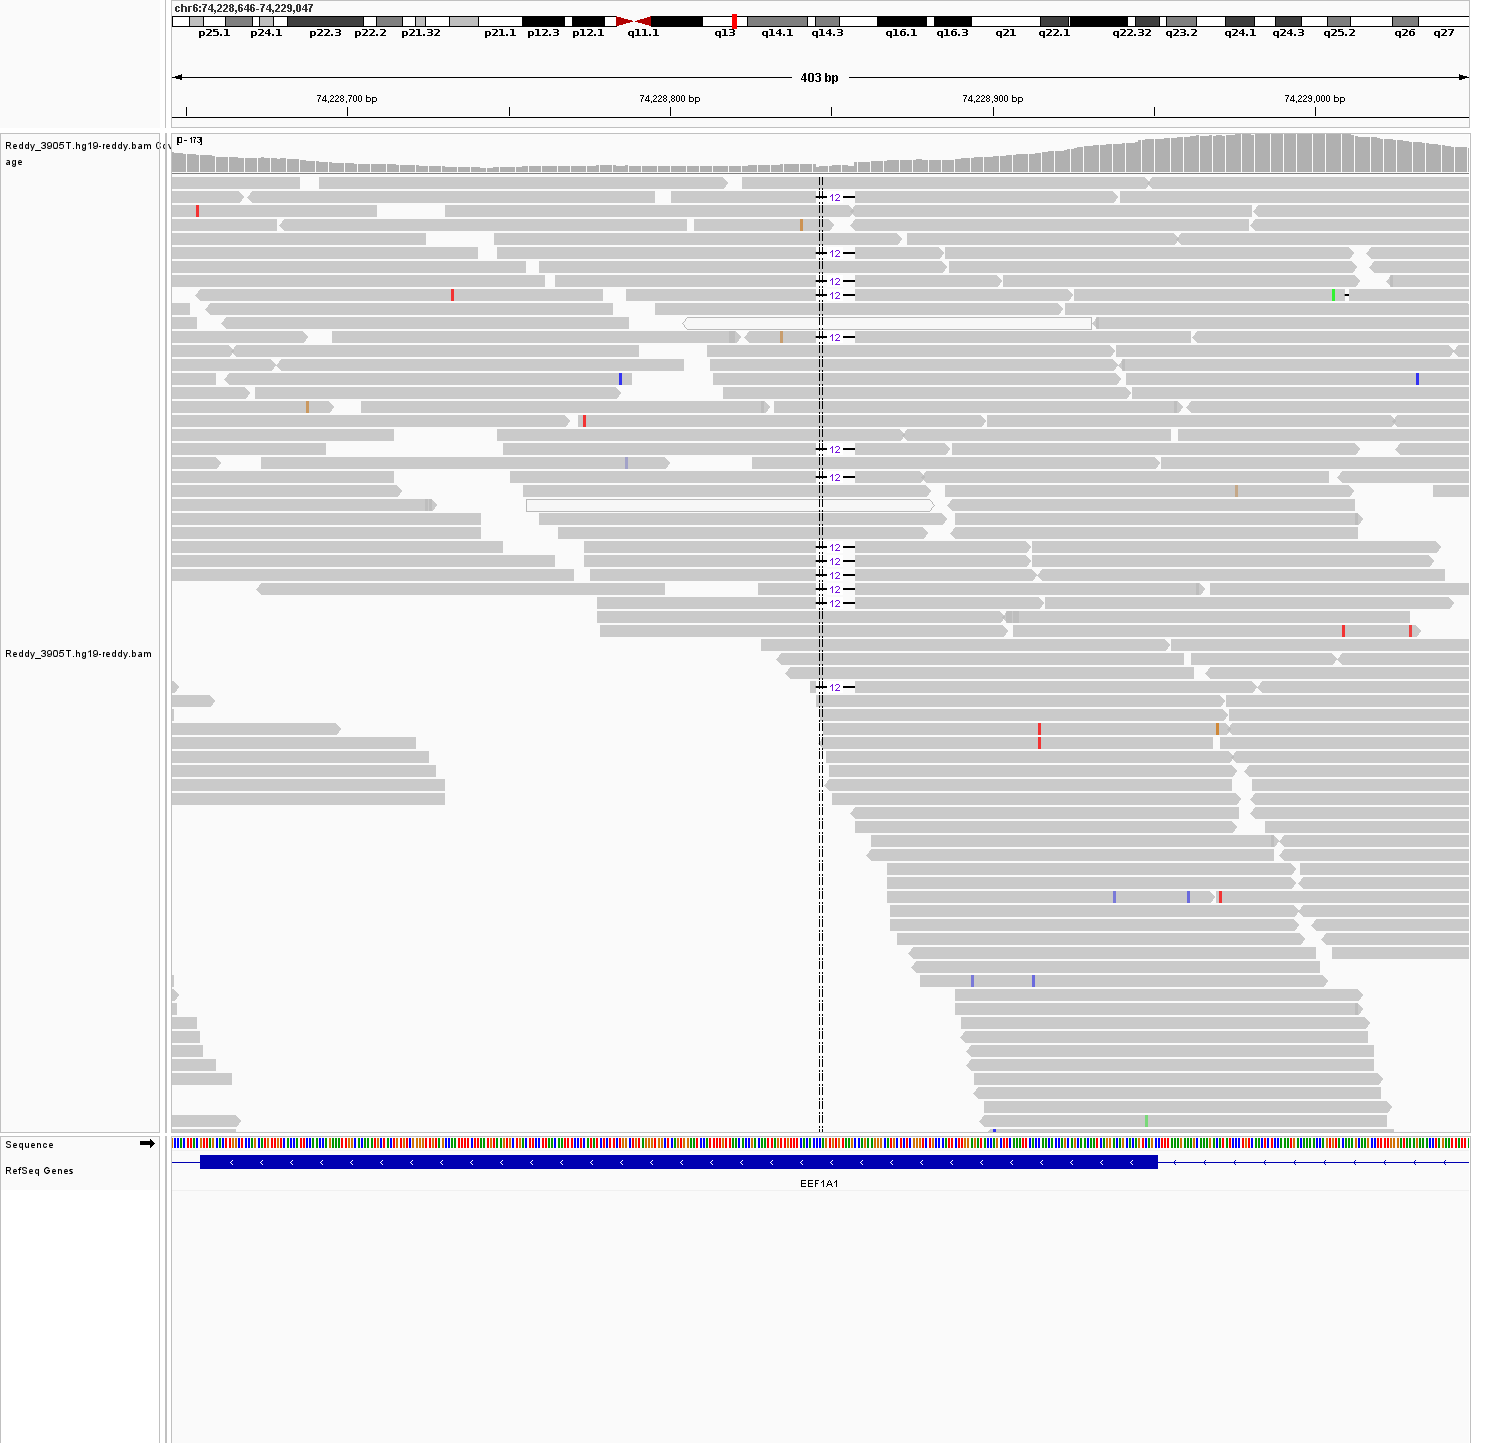 chr6:74,228,646-74,229,047
p25.1 p24.1 p22.3 p22.2 p21.32 p21.1 p12.3 p12.1 q11.1 q13 q14.1 q14.3 q16.1 q16.3 q21 q22.1 q22.32 q23.2 q24.1 q24.3 q25.2 q26 q27
403 bp
74,228,700 bp 74,228,800 bp 74,228,900 bp 74,229,000 bp
[0 - 173]
Reddy_3905T.hg19-reddy.bam Cov
age
12
12
12
12
12
12
12
12
12
12
12
12
Reddy_3905T.hg19-reddy.bam
12
Sequence
RefSeq Genes
EEF1A1